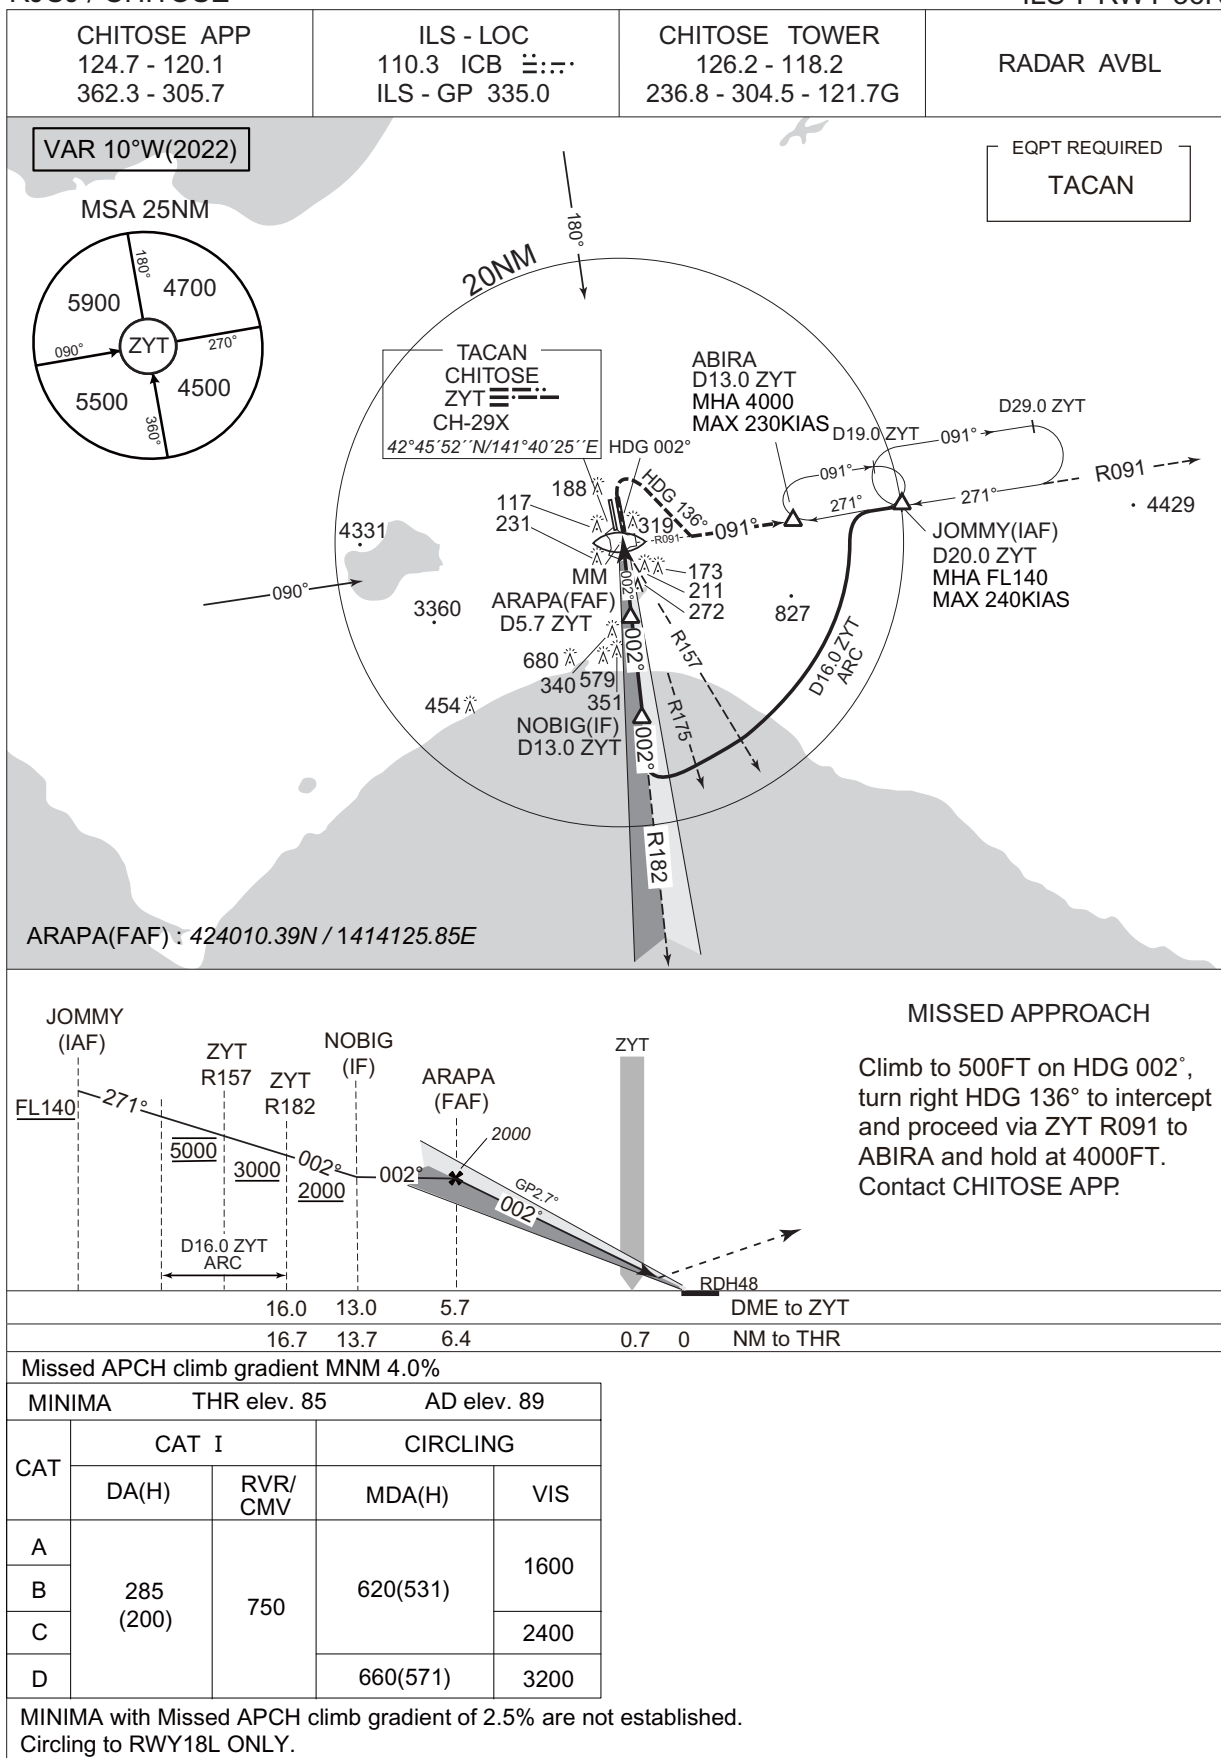 CHITOSE APP
124.7 - 120.1
362.3 - 305.7
ILS - LOC
110.3 ICB
ILS - GP 335.0
CHITOSE TOWER
126.2 - 118.2
236.8 - 304.5 - 121.7G
RADAR AVBL
VAR 10°W(2022)
MSA 25NM
180°
5900
4700
090°
ZYT
270°
5500
4500
360°
EQPT REQUIRED
TACAN
180°
20NM
TACAN
CHITOSE
ZYT
CH-29X
42°45´52´´N/141°40´25´´E
HDG 002°
HDG 136°
ABIRA
D13.0 ZYT
MHA 4000
MAX 230KIAS
D19.0 ZYT
D29.0 ZYT
091°
091°
271°
271°
R091
4429
091°
-R091-
JOMMY(IAF)
D20.0 ZYT
MHA FL140
MAX 240KIAS
188
117
231
319
4331
090°
MM
173
211
272
002°
ARAPA(FAF)
D5.7 ZYT
3360
827
002°
R157
680
340
579
351
454
R175
D16.0 ZYT
ARC
NOBIG(IF)
D13.0 ZYT
002°
R182
ARAPA(FAF) : 424010.39N / 1414125.85E
JOMMY
(IAF)
ZYT
R157
ZYT
R182
NOBIG
(IF)
ARAPA
(FAF)
ZYT
FL140
271°
5000
3000
002°
2000
002°
2000
GP2.7°
002°
D16.0 ZYT
ARC
RDH48
MISSED APPROACH
Climb to 500FT on HDG 002°,
turn right HDG 136° to intercept
and proceed via ZYT R091 to
ABIRA and hold at 4000FT.
Contact CHITOSE APP.
16.0 13.0 5.7 DME to ZYT
16.7 13.7 6.4 0.7 0 NM to THR
Missed APCH climb gradient MNM 4.0%
MINIMA THR elev. 85 AD elev. 89
CAT CAT I CIRCLING
DA(H) RVR/CMV MDA(H) VIS
A
B
C
D
285
(200)
750
620(531)
1600
2400
660(571) 3200
MINIMA with Missed APCH climb gradient of 2.5% are not established.
Circling to RWY18L ONLY.